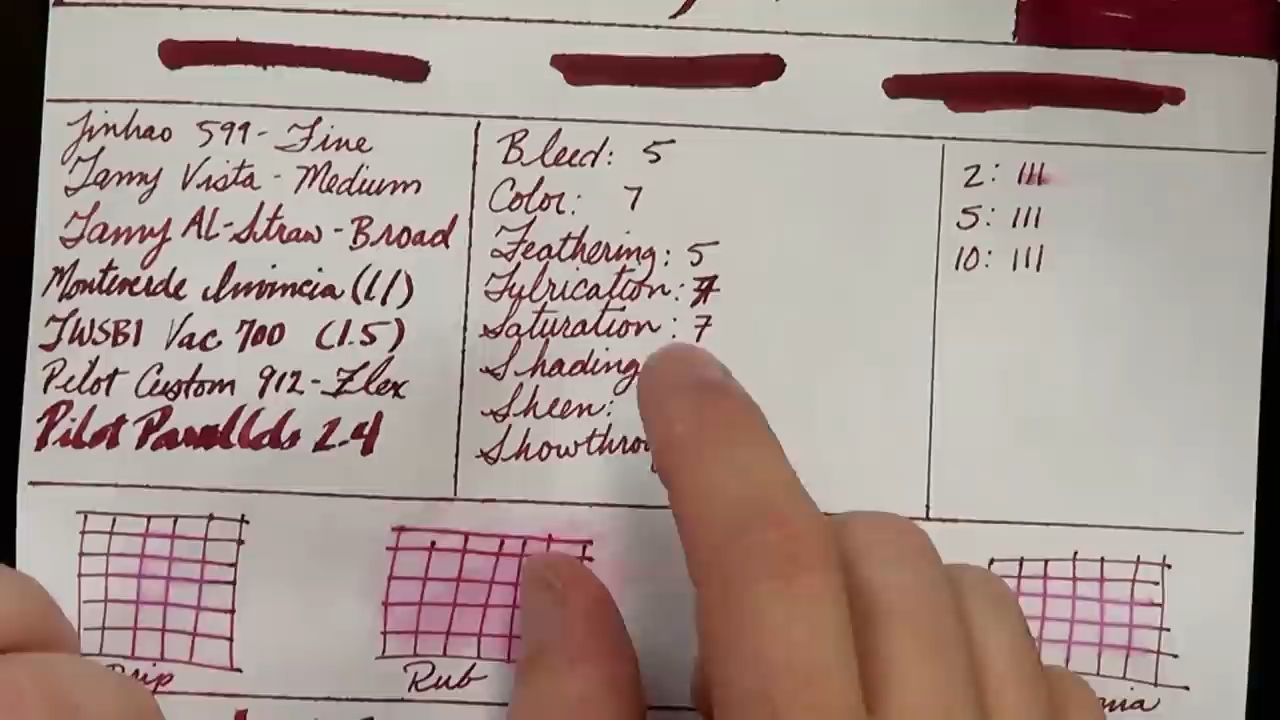 Jinhao 599 - Fine
Lamy Vista - Medium
Lamy AL-Star - Broad
Monteverde Invincia (1.1)
TWSBI Vac 700 (1.5)
Pilot Custom 912 - Flex
Pilot Parallels 2.4
Bleed: 5
Color: 7
Feathering: 5
Lubrication: 7
Saturation: 7
Shading
Sheen:
2: III
5: III
10: III
Rub